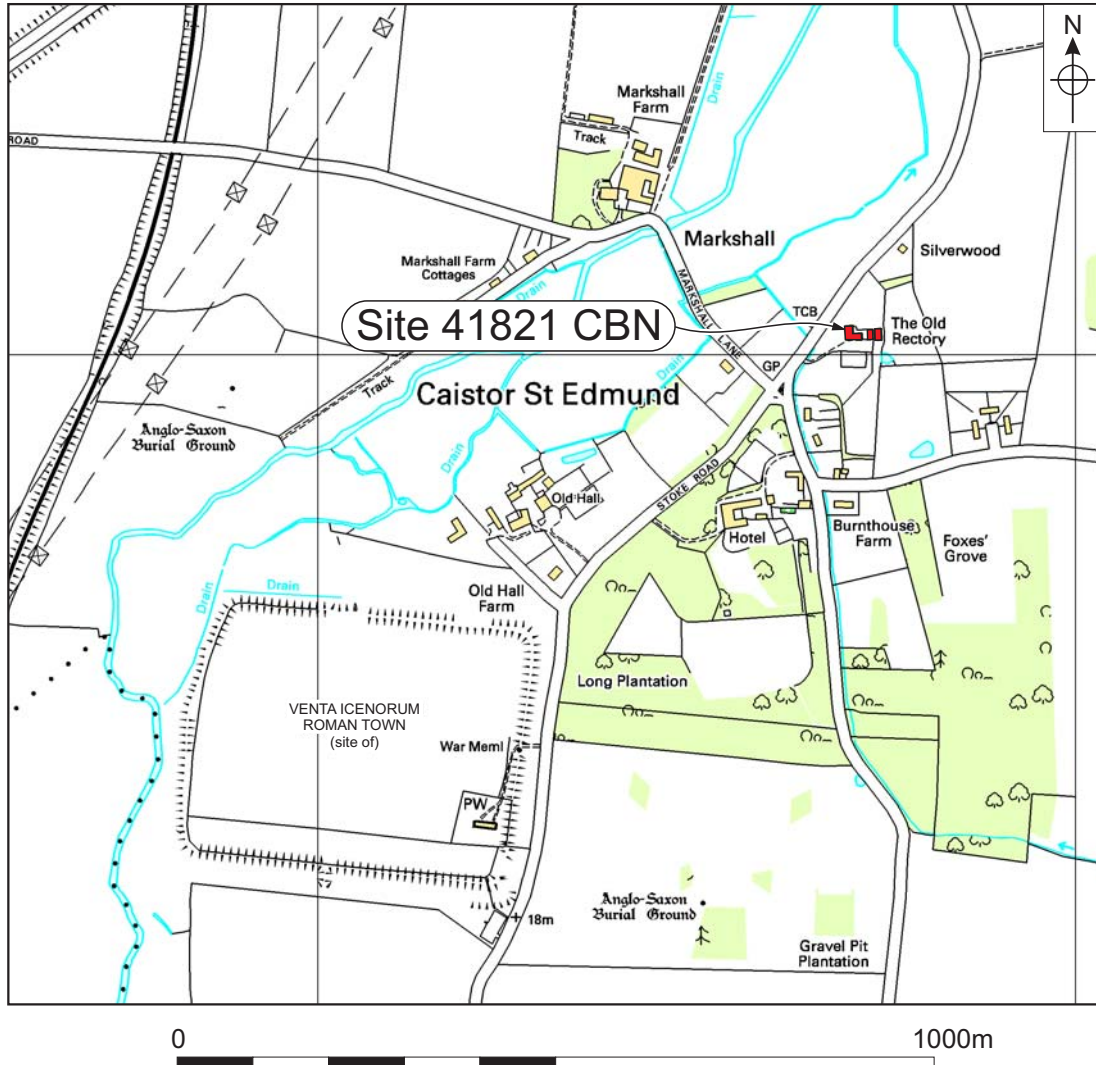 N
Markshall
Farm
Drain
Track
ROAD
Markshall
Silverwood
Markshall Farm
Cottages
Drain
MARKSHALL LANE
TCB
Site 41821 CBN
The Old
Rectory
Drain
GP
Track
Caistor St Edmund
Anglo-Saxon
Burial Ground
Drain
STOKE ROAD
Old Hall
Hotel
Burnthouse
Farm
Foxes'
Grove
Drain
Drain
Old Hall
Farm
Long Plantation
VENTA ICENORUM
ROMAN TOWN
(site of)
War Meml
PW
Anglo-Saxon
Burial Ground
18m
Gravel Pit
Plantation
0
1000m